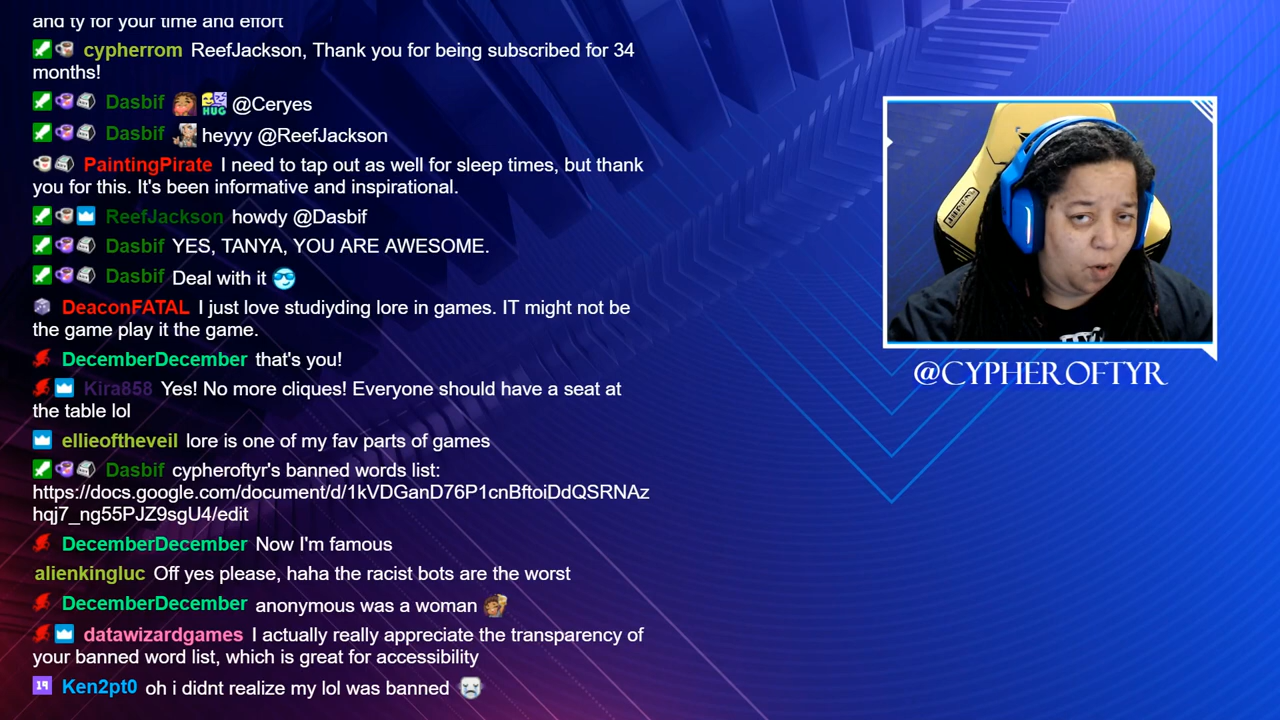 and ty for your time and effort
cypherrom ReefJackson, Thank you for being subscribed for 34
months!
Dasbif HUG @Ceryes
Dasbif heyyy @ReefJackson
PaintingPirate I need to tap out as well for sleep times, but thank
you for this. It's been informative and inspirational.
ReefJackson howdy @Dasbif
Dasbif YES, TANYA, YOU ARE AWESOME.
Dasbif Deal with it
DeaconFATAL I just love studiyding lore in games. IT might not be
the game play it the game.
DecemberDecember that's you!
Kira858 Yes! No more cliques! Everyone should have a seat at
the table lol
ellieoftheveil lore is one of my fav parts of games
Dasbif cypheroftyr's banned words list:
https://docs.google.com/document/d/1kVDGanD76P1cnBftoiDdQSRNAz
hqj7_ng55PJZ9sgU4/edit
DecemberDecember Now I'm famous
alienkingluc Off yes please, haha the racist bots are the worst
DecemberDecember anonymous was a woman
datawizardgames I actually really appreciate the transparency of
your banned word list, which is great for accessibility
19 Ken2pt0 oh i didnt realize my lol was banned
@CYPHEROFTYR